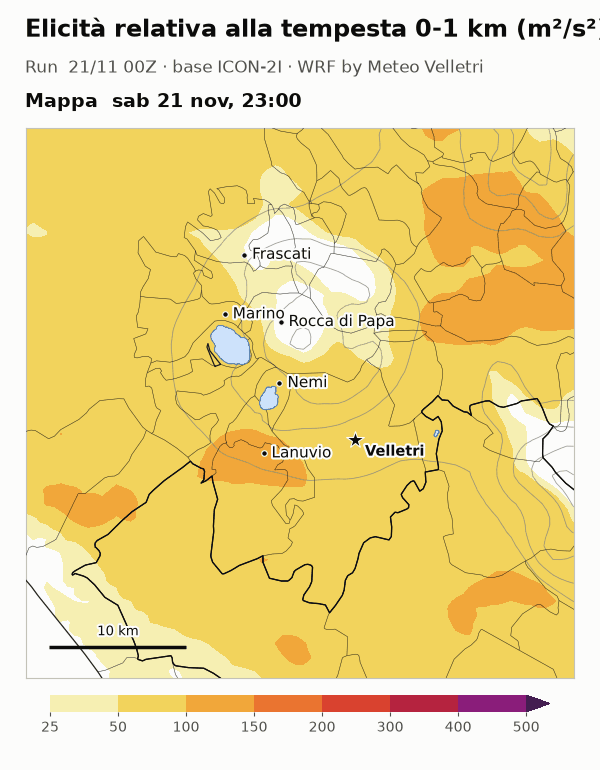 Elicità relativa alla tempesta 0-1 km (m²/s²)
Run  21/11 00Z · base ICON-2I · WRF by Meteo Velletri
Mappa  sab 21 nov, 23:00
Frascati
Marino
Rocca di Papa
Nemi
Velletri
Lanuvio
10 km
25 50 100 150 200 300 400 500